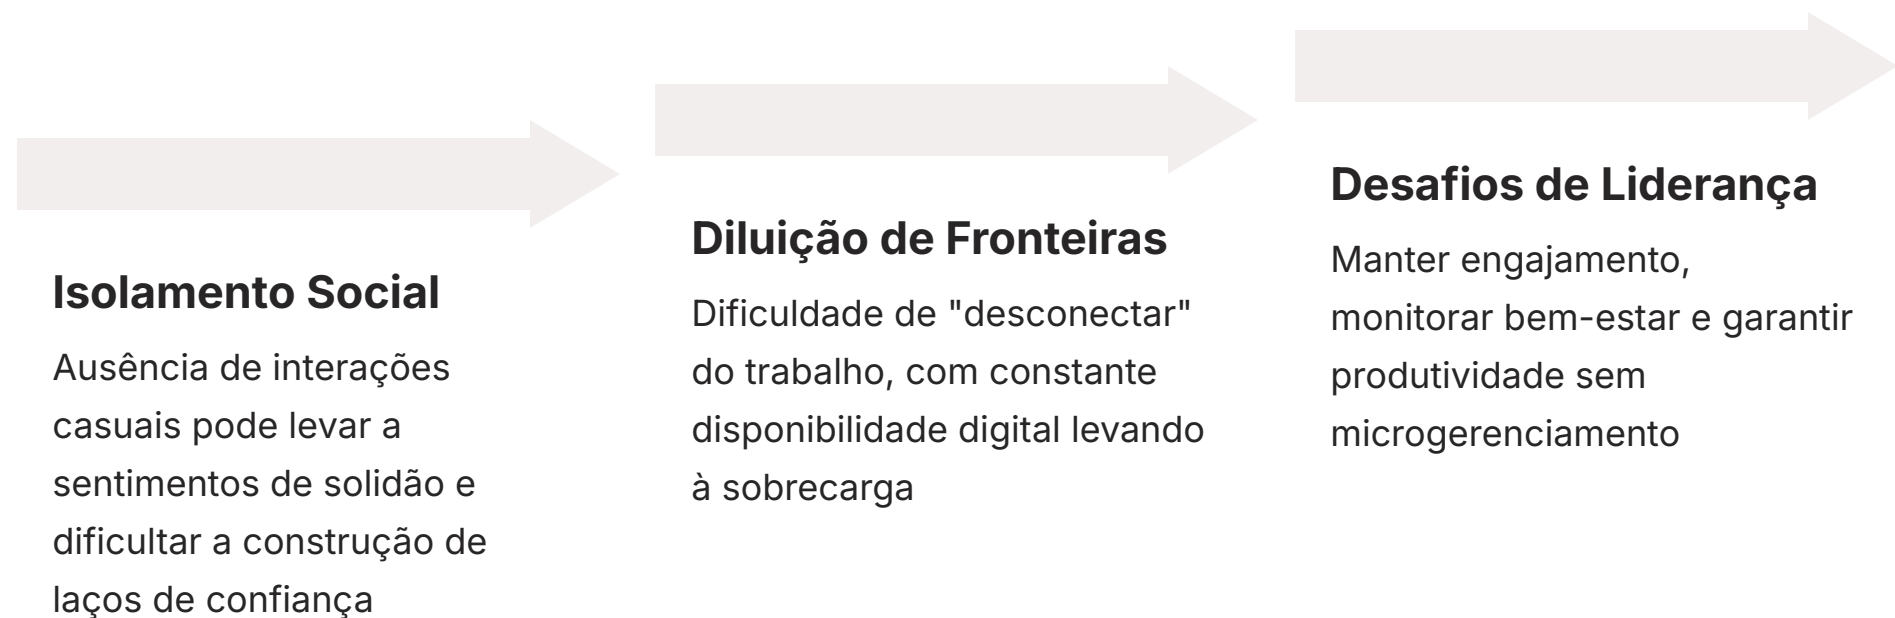 Isolamento Social
Ausência de interações
casuais pode levar a
sentimentos de solidão e
dificultar a construção de
laços de confiança
Diluição de Fronteiras
Dificuldade de "desconectar"
do trabalho, com constante
disponibilidade digital levando
à sobrecarga
Desafios de Liderança
Manter engajamento,
monitorar bem-estar e garantir
produtividade sem
microgerenciamento